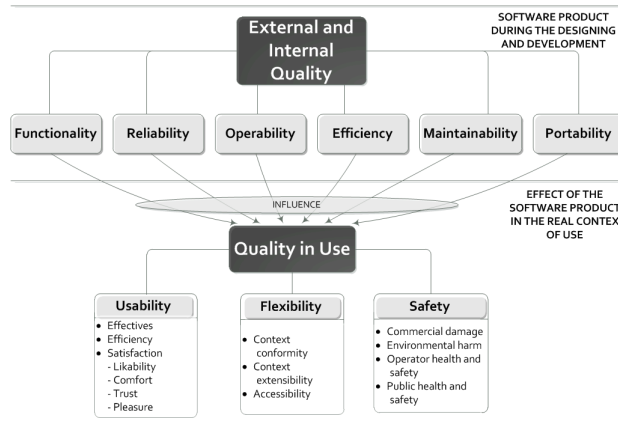 SOFTWARE PRODUCT
DURING THE DESIGNING
AND DEVELOPMENT
External and
Internal
Quality
Functionality
Reliability
Operability
Efficiency
Maintainability
Portability
INFLUENCE
EFFECT OF THE
SOFTWARE PRODUCT
IN THE REAL CONTEX
OF USE
Quality in Use
Usability
• Effectives
• Efficiency
• Satisfaction
- Likability
- Comfort
- Trust
- Pleasure
Flexibility
• Context
conformity
• Context
extensibility
• Accessibility
Safety
• Commercial damage
• Environmental harm
• Operator health and
safety
• Public health and
safety